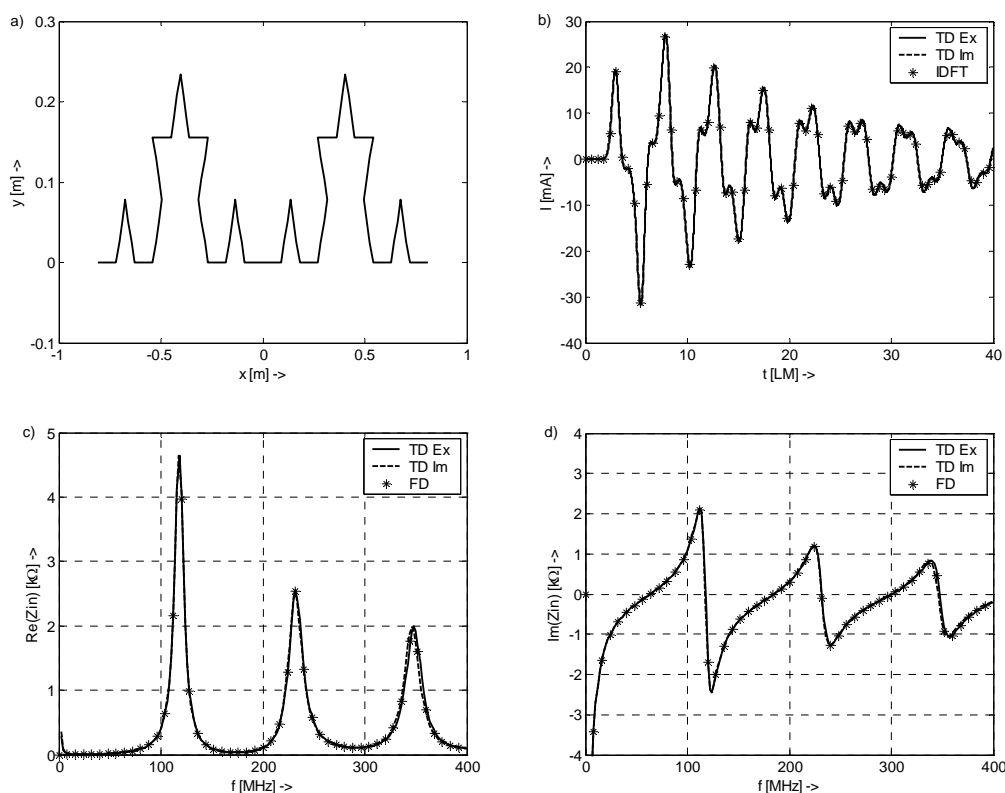 a)
0.3
0.2
0.1
0
-0.1
y [m] ->
-1
-0.5
0
0.5
1
x [m] ->
b)
30
20
10
0
-10
-20
-30
-40
I [mA] ->
0
10
20
30
40
t [LM] ->
TD Ex
TD Im
IDFT
c)
5
4
3
2
1
0
Re(Zin) [kΩ] ->
0
100
200
300
400
f [MHz] ->
TD Ex
TD Im
FD
d)
4
3
2
1
0
-1
-2
-3
-4
Im(Zin) [kΩ] ->
0
100
200
300
400
f [MHz] ->
TD Ex
TD Im
FD